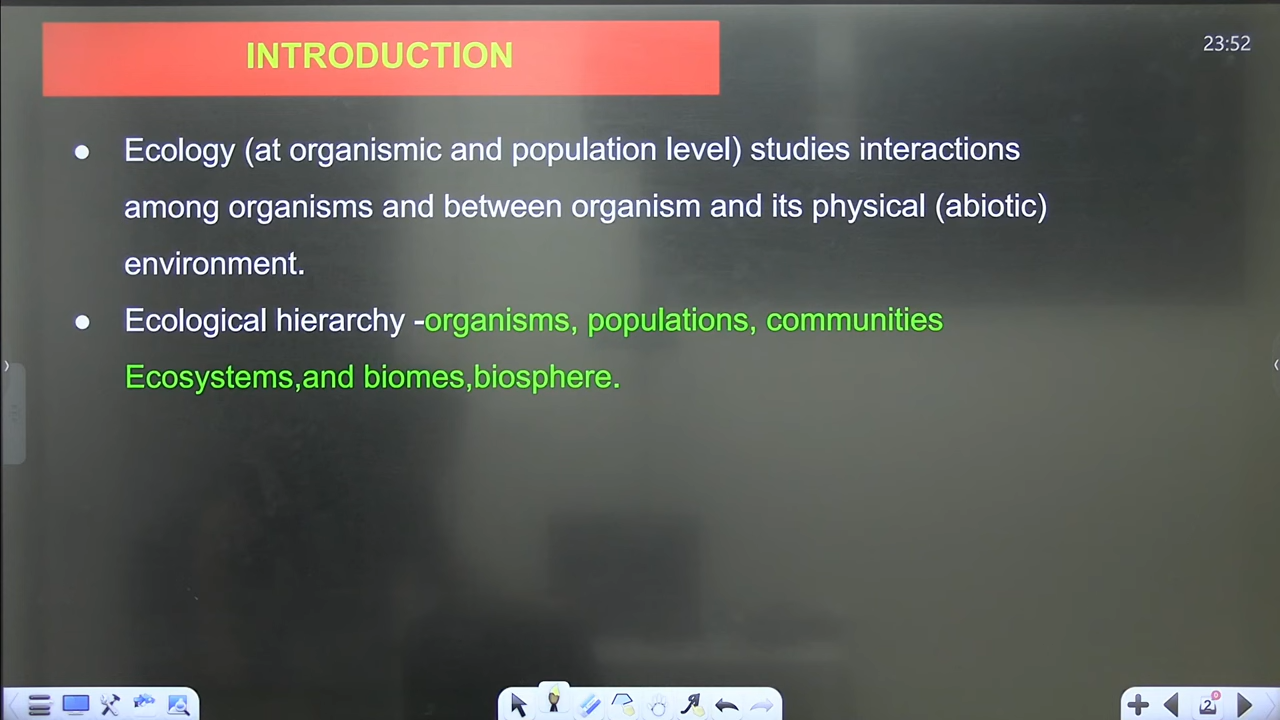 INTRODUCTION
23:52
● Ecology (at organismic and population level) studies interactions
among organisms and between organism and its physical (abiotic)
environment.
● Ecological hierarchy -organisms, populations, communities
Ecosystems,and biomes,biosphere.
2
0